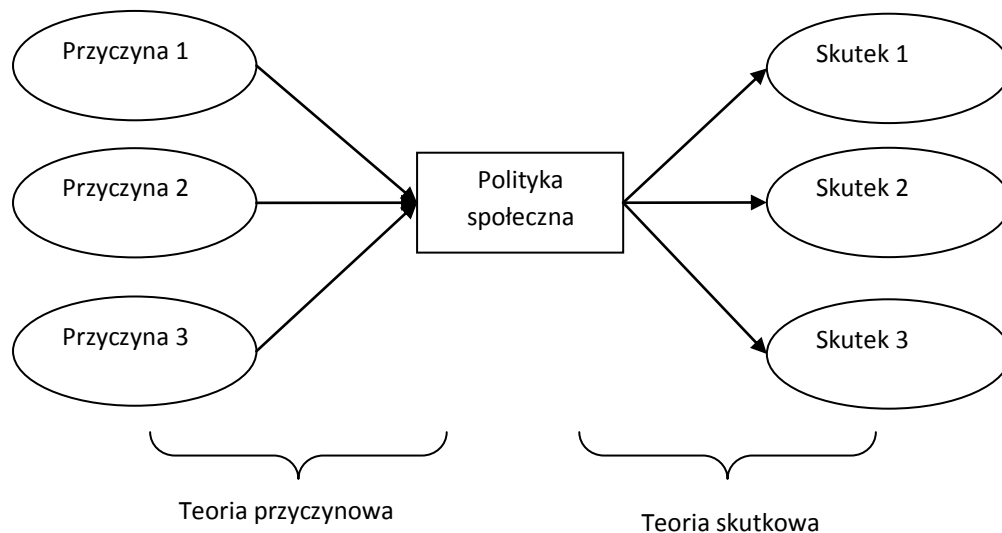 Przyczyna 1
Skutek 1
Przyczyna 2
Polityka
społeczna
Skutek 2
Przyczyna 3
Skutek 3
Teoria przyczynowa
Teoria skutkowa